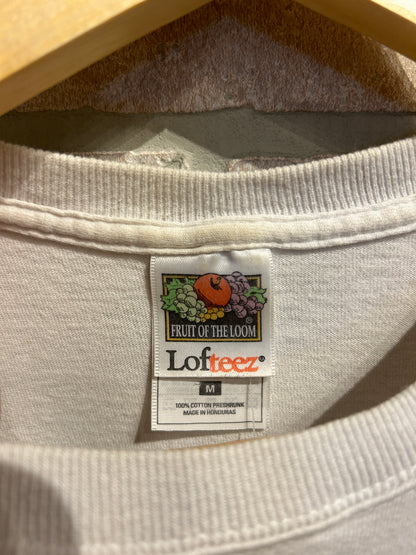 FRUIT OF THE LOOM
®
Lofteez®
M
100% COTTON PRESHRUNK
MADE IN HONDURAS